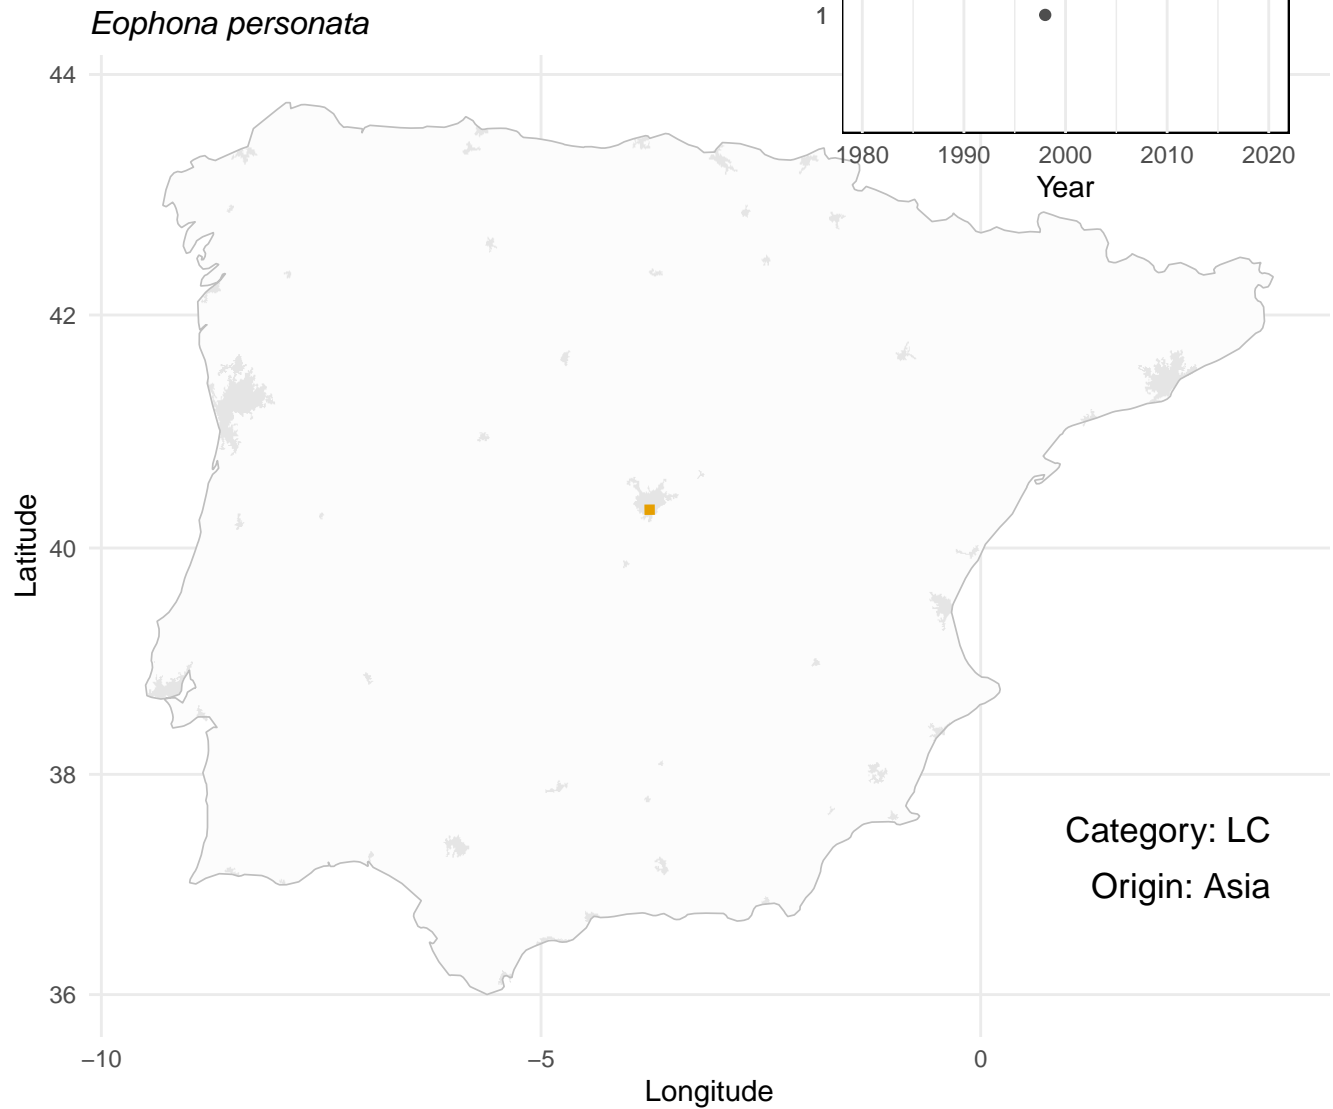 Eophona personata
1
1980 1990 2000 2010 2020
Year
44
42
40
38
36
Latitude
Category: LC
Origin: Asia
−10 −5 0
Longitude